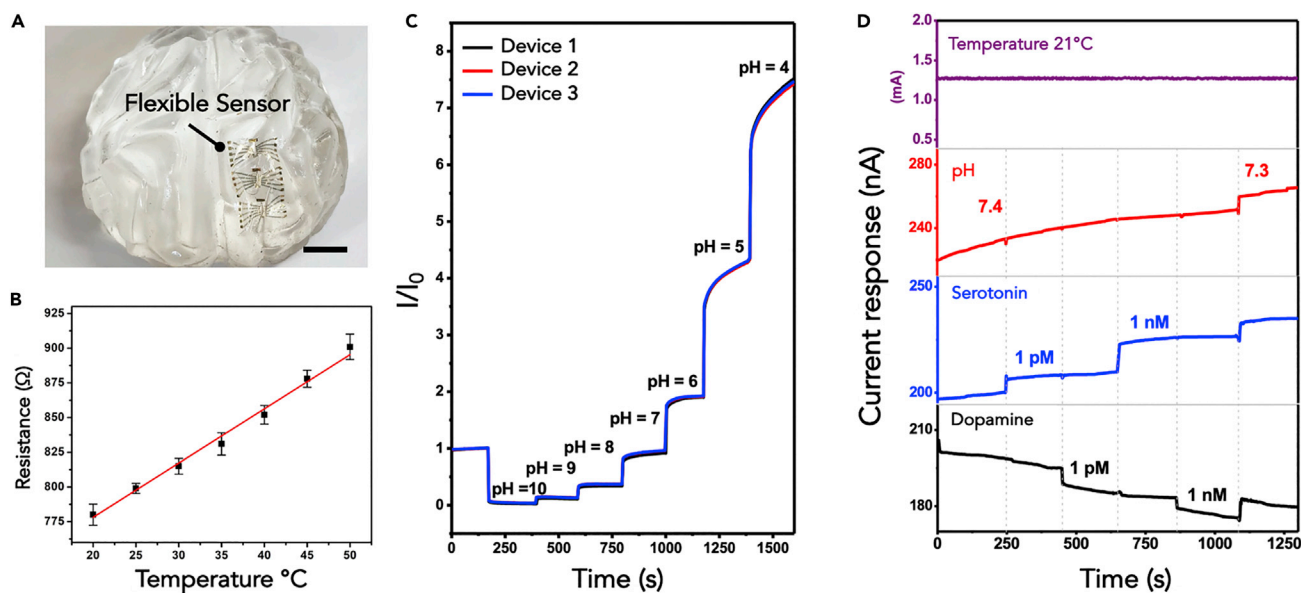 A
Flexible Sensor
B
Resistance (Ω)
900
875
850
825
800
775
20 25 30 35 40 45 50
Temperature °C
C
I/I₀
8
7
6
5
4
3
2
1
0
Device 1
Device 2
Device 3
pH = 4
pH = 5
pH = 6
pH = 7
pH = 8
pH = 9
pH =10
0 250 500 750 1000 1250 1500
Time (s)
D
Current response (nA)
(mA)
2.0
1.5
1.0
0.5
Temperature 21°C
280
240
pH
7.4
7.3
250
200
Serotonin
1 pM
1 nM
210
180
Dopamine
1 pM
1 nM
0 250 500 750 1000 1250
Time (s)